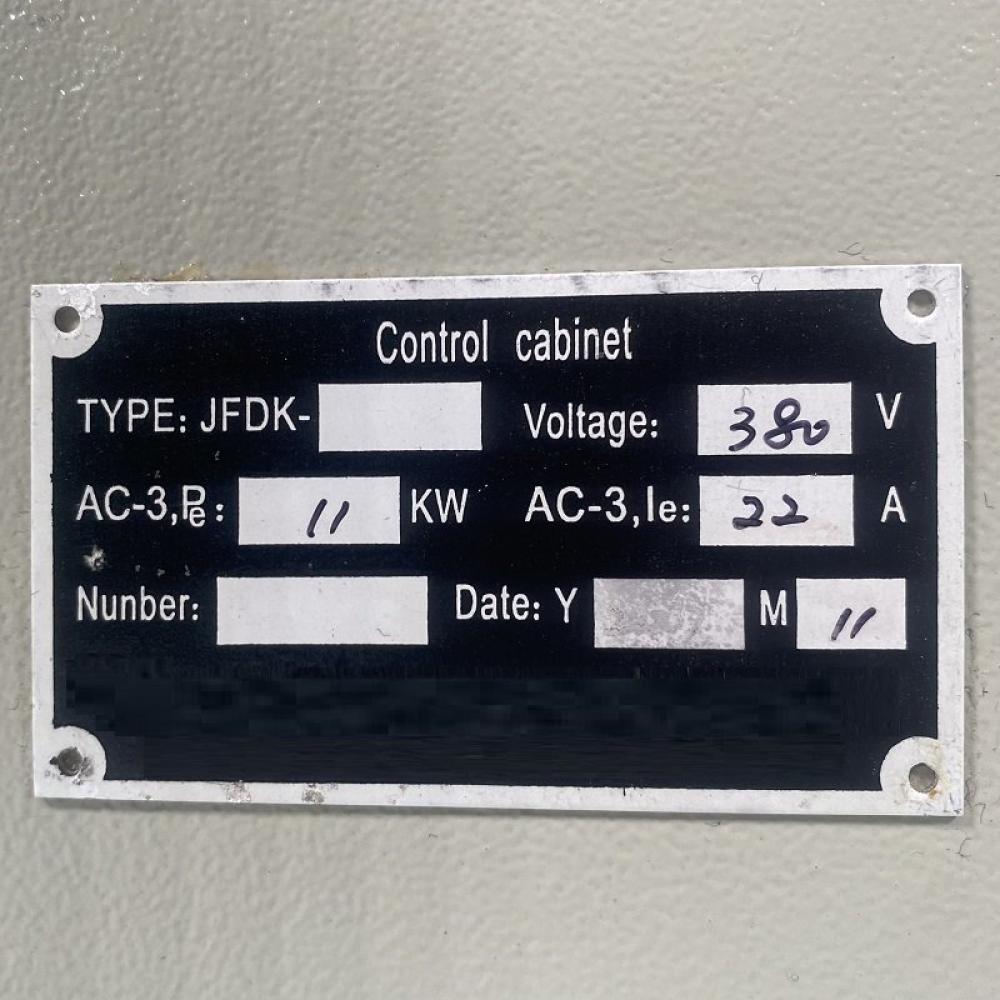 Control cabinet
TYPE: JFDK- Voltage: 380 V
AC-3,Pe: 11 KW AC-3,Ie: 22 A
Nunber: Date: Y M 11